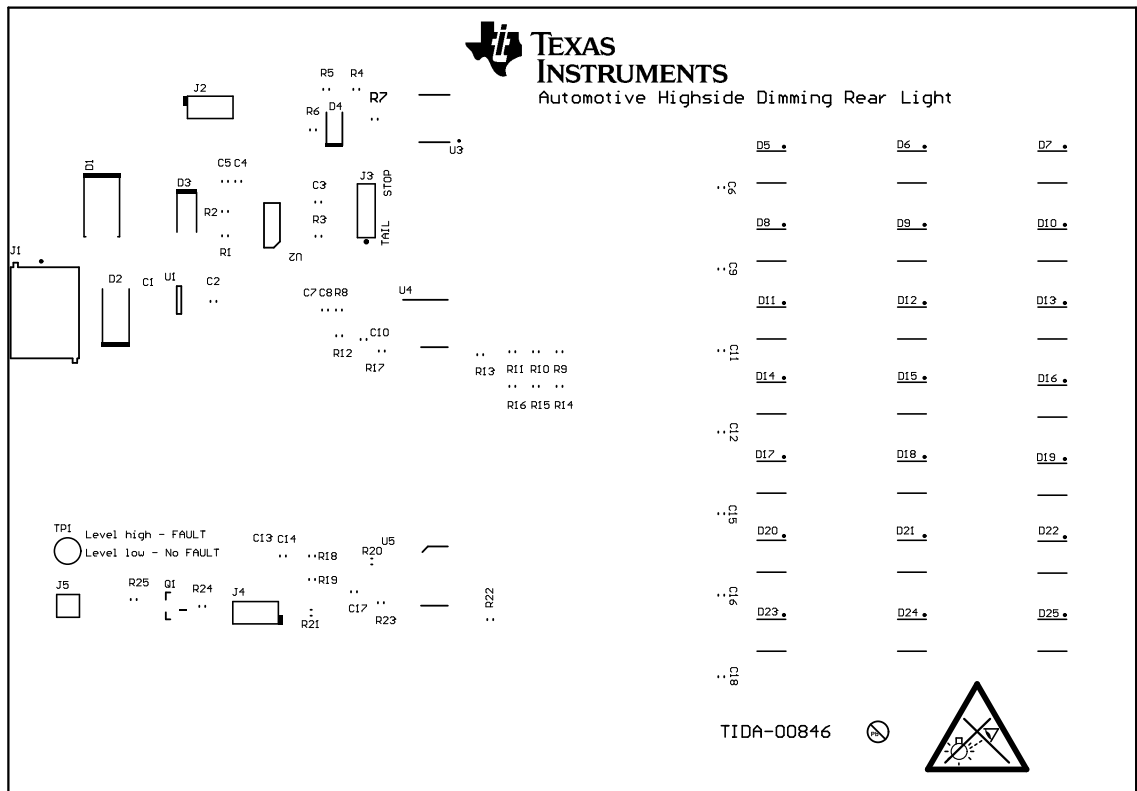 TEXAS
INSTRUMENTS
Automotive Highside Dimming Rear Light
R5 R4
J2
R7
R6
D4
U3
D5
D6
D7
D1
C5 C4
D3
C3
J3
STOP
C6
R2
R3
TAIL
R1
U2
D8
D9
D10
J1
D2
C1
U1
C2
C9
C7 C8 R8
U4
D11
D12
D13
C10
R12
R17
R13
R11 R10 R9
C11
D14
D15
D16
R16 R15 R14
C12
D17
D18
D19
TP1
Level high - FAULT
Level low - No FAULT
C13 C14
R18
R20
U5
C15
D20
D21
D22
J5
R25
Q1
R24
J4
R19
C17
R21
R23
R22
C16
D23
D24
D25
C18
TIDA-00846
Pb